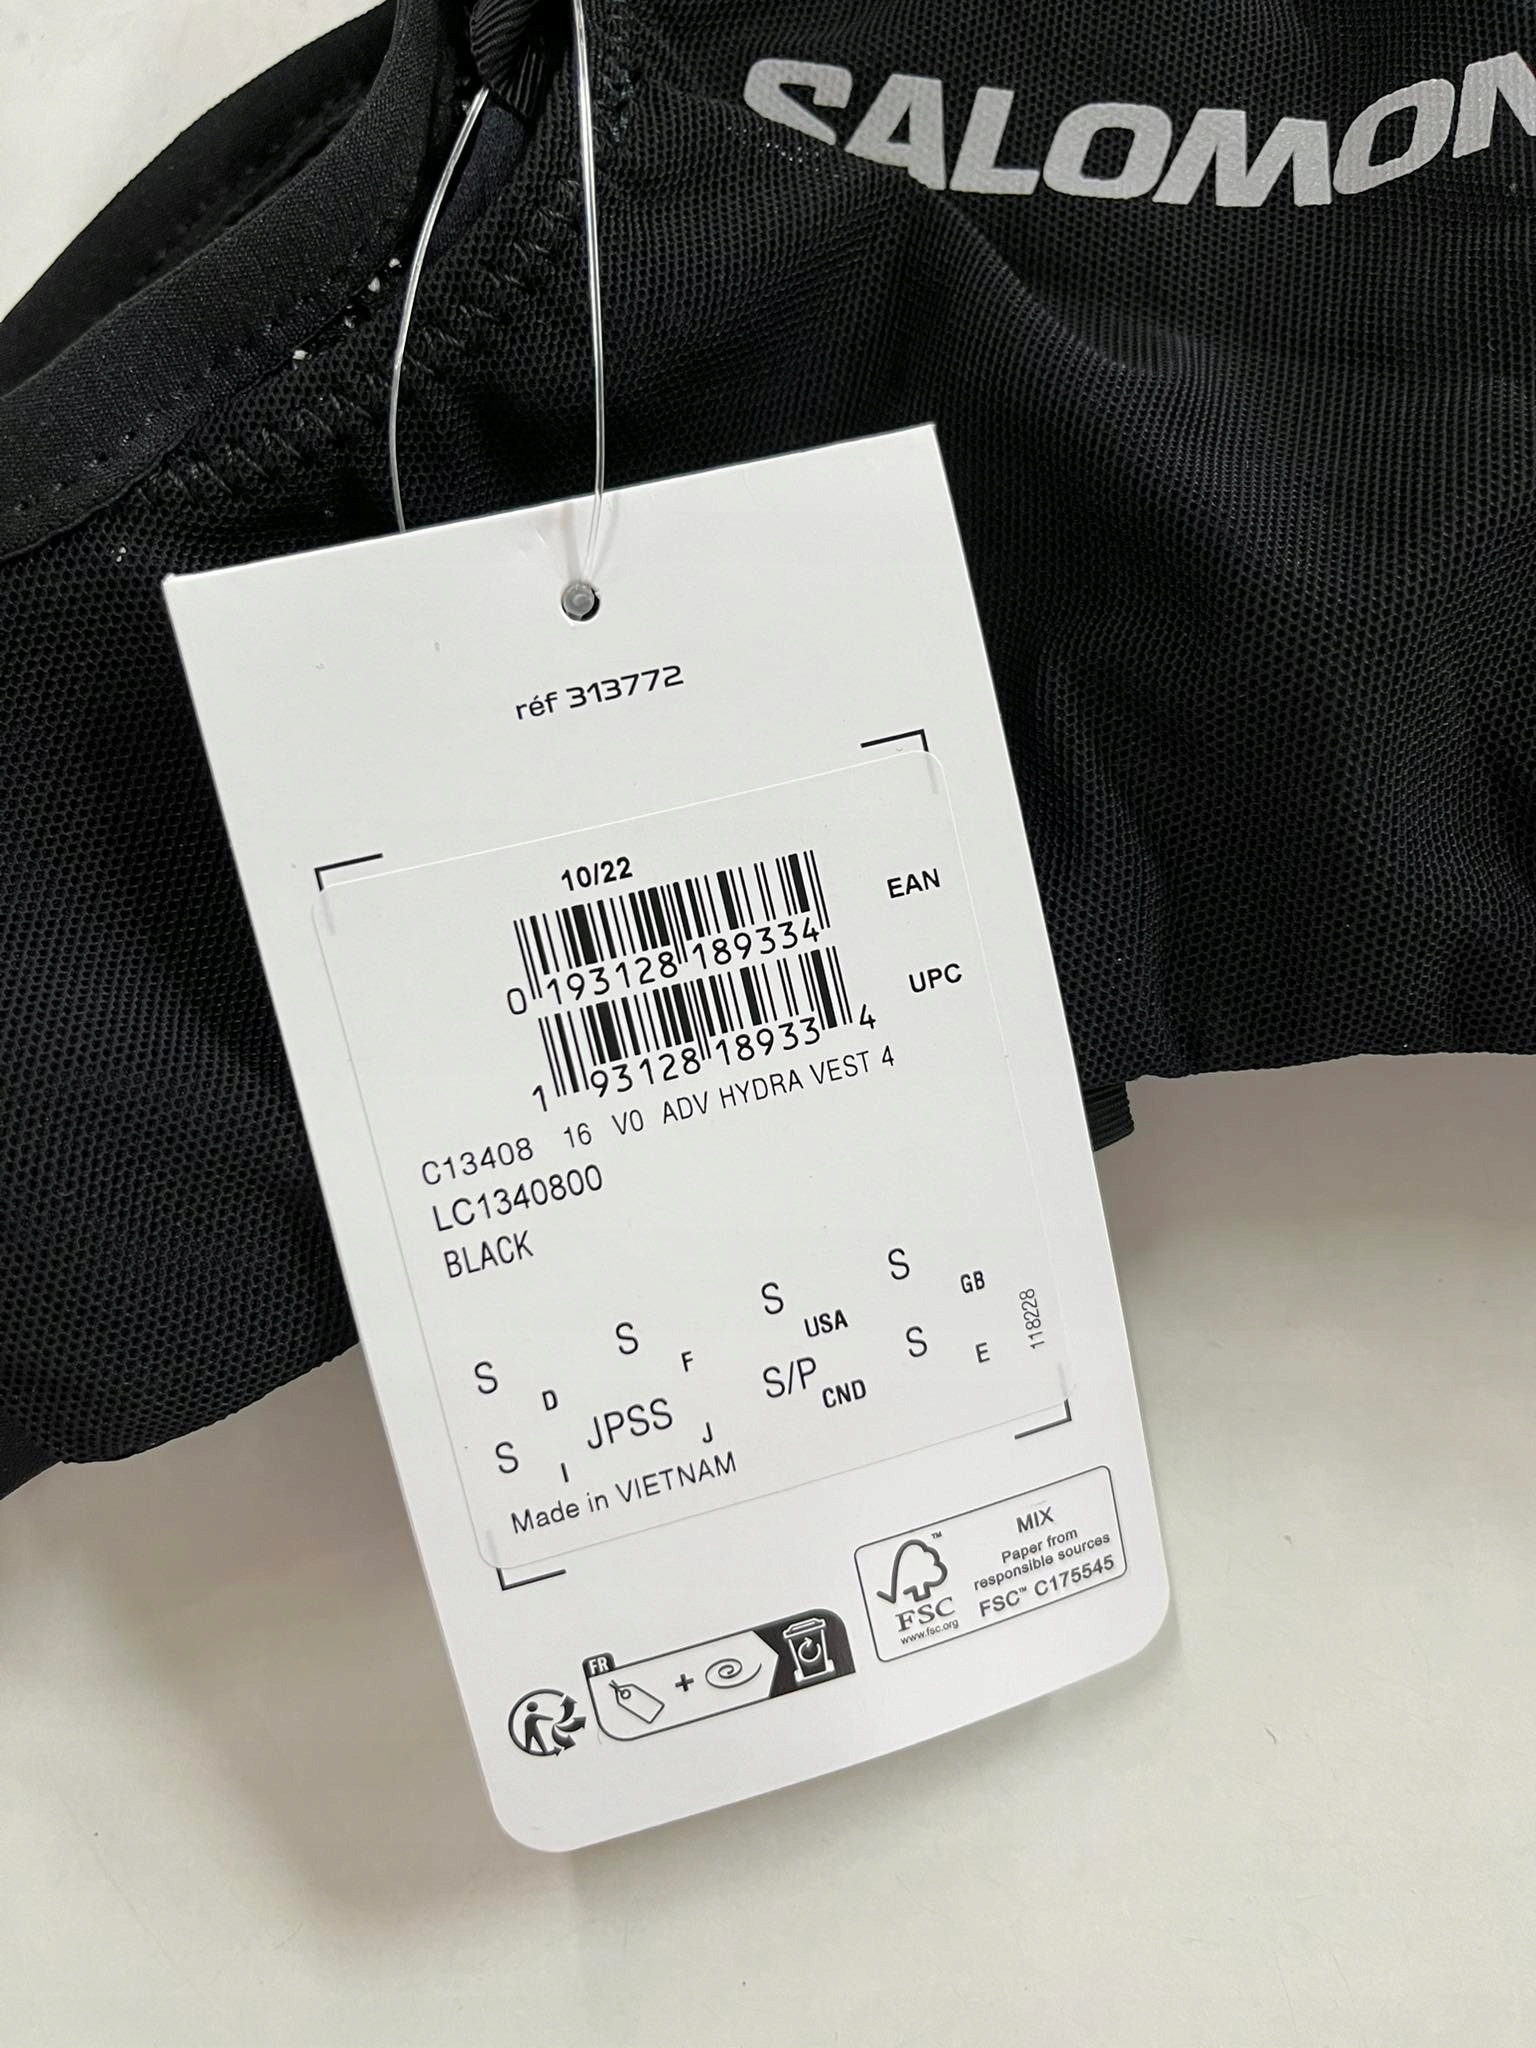 SALOMON
réf 313772
10/22
EAN
0 193128 189334
UPC
1 93128 18933 4
C13408 16 V0 ADV HYDRA VEST 4
LC1340800
BLACK
S D S F S USA S GB
S I JPSS J S/P CND S E
118228
Made in VIETNAM
FSC
www.fsc.org
MIX
Paper from
responsible sources
FSC™ C175545
FR
+